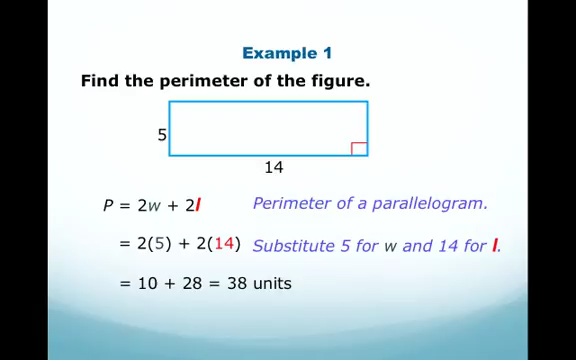 Example 1
Find the perimeter of the figure.
5
14
P = 2w + 2l Perimeter of a parallelogram.
= 2(5) + 2(14) Substitute 5 for w and 14 for l.
= 10 + 28 = 38 units